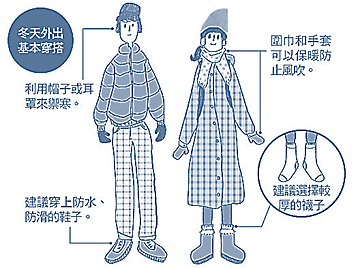 冬天外出
基本穿搭
利用帽子或耳
罩來禦寒。
圍巾和手套
可以保暖防
止風吹。
建議穿上防水、
防滑的鞋子。
建議選擇較
厚的襪子